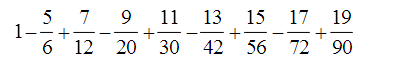 1 − 5/6 + 7/12 − 9/20 + 11/30 − 13/42 + 15/56 − 17/72 + 19/90